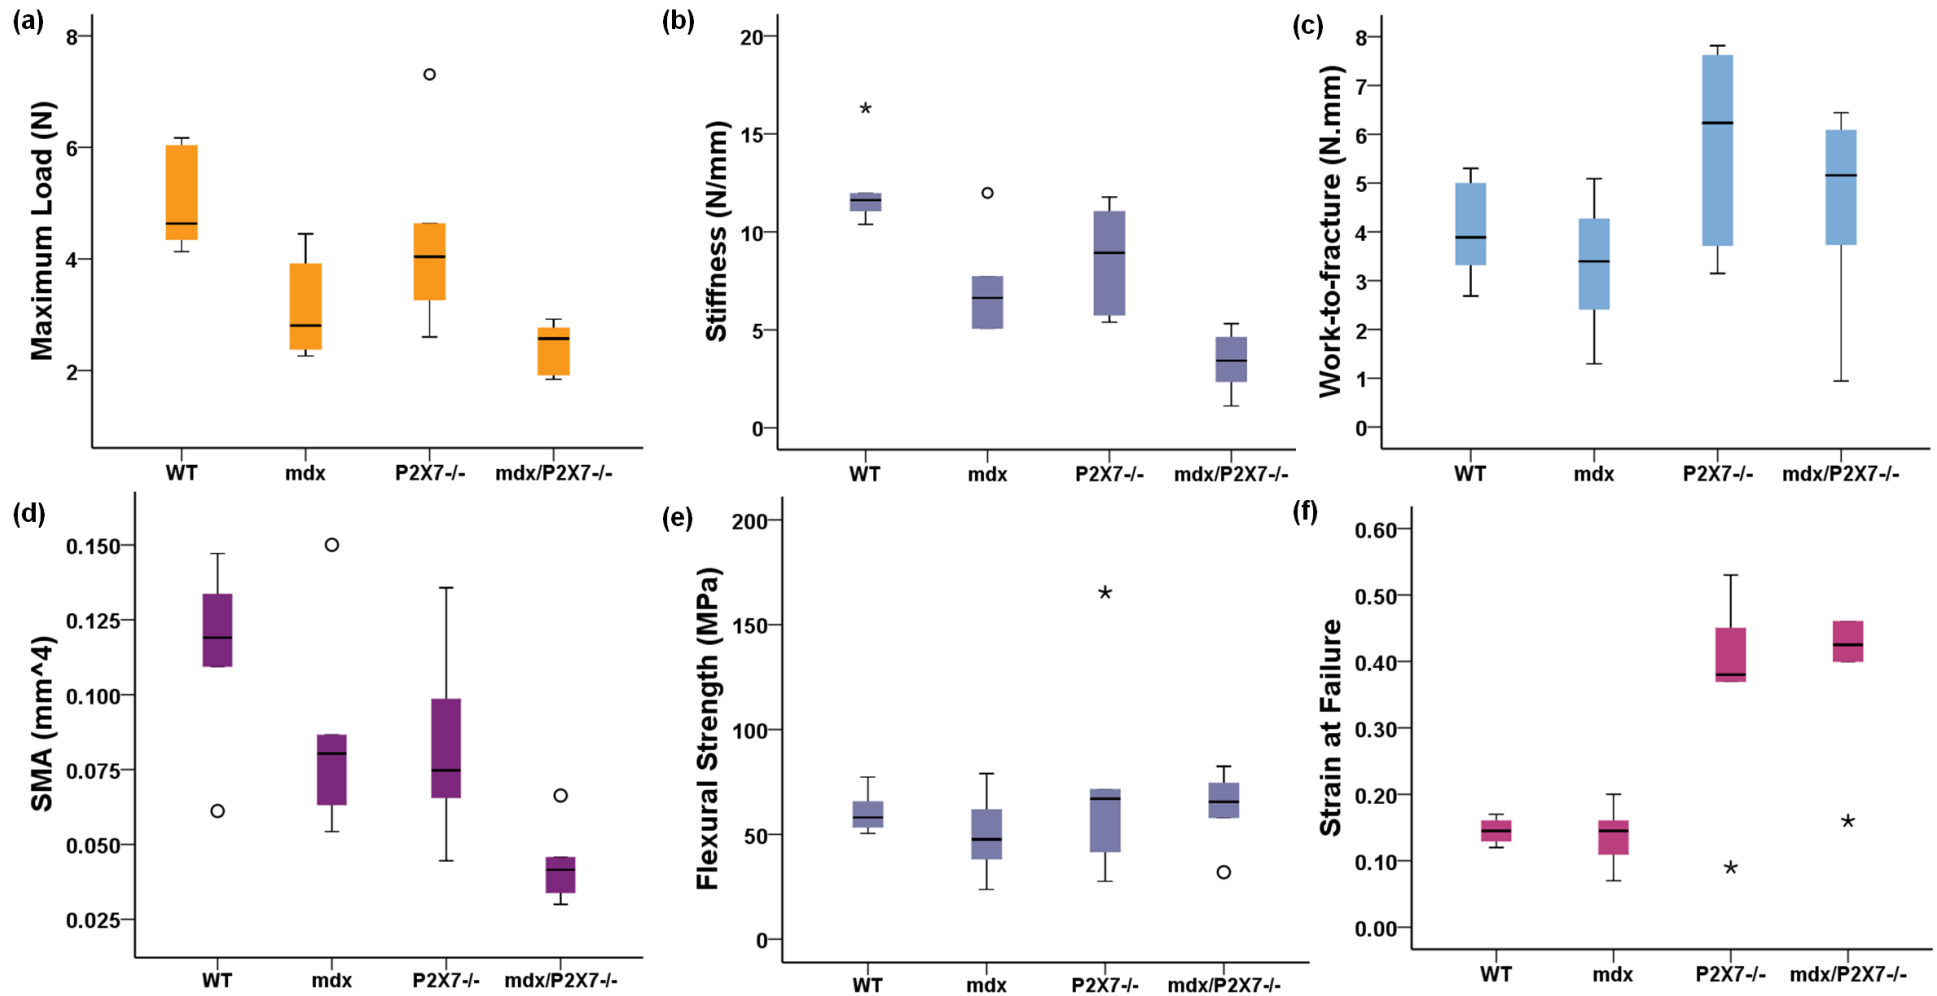 (a)
Maximum Load (N)
8
6
4
2
WT mdx P2X7-/- mdx/P2X7-/-
(b)
Stiffness (N/mm)
20
15
10
5
0
*
WT mdx P2X7-/- mdx/P2X7-/-
(c)
Work-to-fracture (N.mm)
8
7
6
5
4
3
2
1
0
WT mdx P2X7-/- mdx/P2X7-/-
(d)
SMA (mm^4)
0.150
0.125
0.100
0.075
0.050
0.025
WT mdx P2X7-/- mdx/P2X7-/-
(e)
Flexural Strength (MPa)
200
150
100
50
0
*
WT mdx P2X7-/- mdx/P2X7-/-
(f)
Strain at Failure
0.60
0.50
0.40
0.30
0.20
0.10
0.00
* *
WT mdx P2X7-/- mdx/P2X7-/-